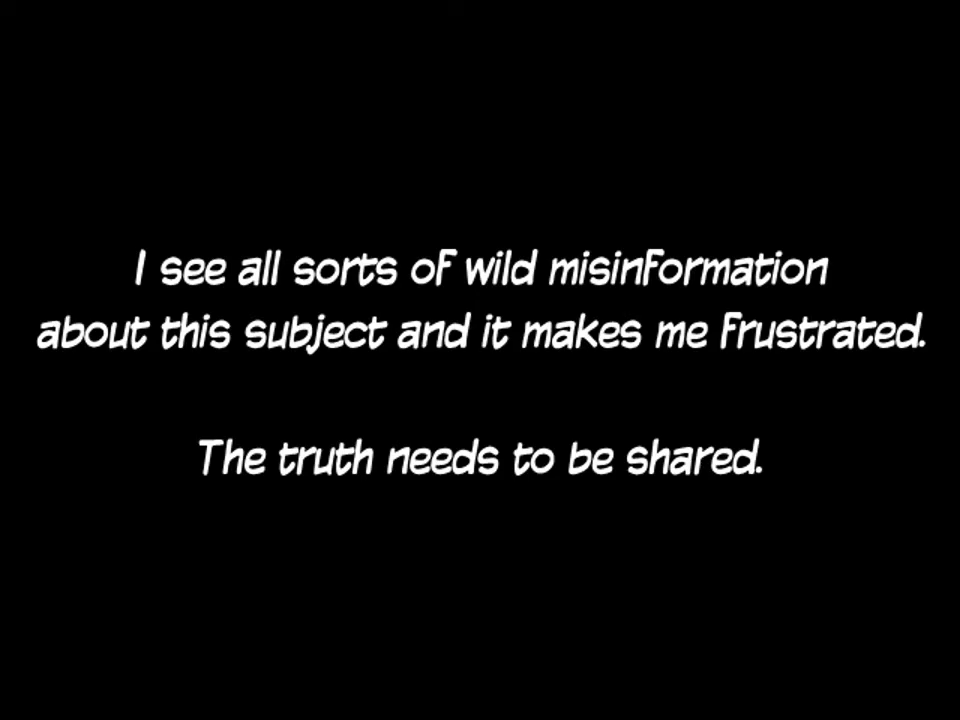 I see all sorts of wild misinformation
about this subject and it makes me frustrated.
The truth needs to be shared.